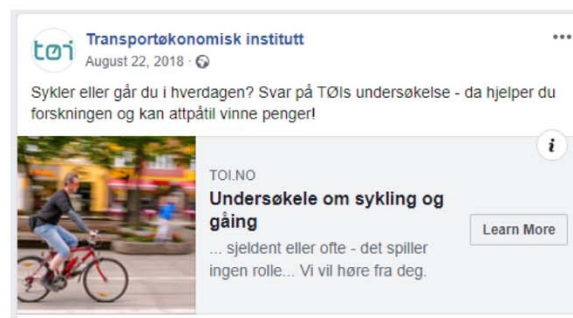 tøi
Transportøkonomisk institutt
August 22, 2018 ·
Sykler eller går du i hverdagen? Svar på TØIs undersøkelse - da hjelper du
forskningen og kan attpåtil vinne penger!
i
TOI.NO
Undersøkele om sykling og
gåing
... sjeldent eller ofte - det spiller
ingen rolle... Vi vil høre fra deg.
Learn More